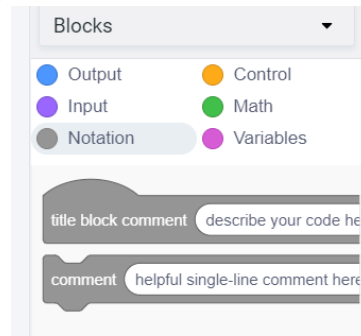 Blocks
Output Control
Input Math
Notation Variables
title block comment describe your code he
comment helpful single-line comment here